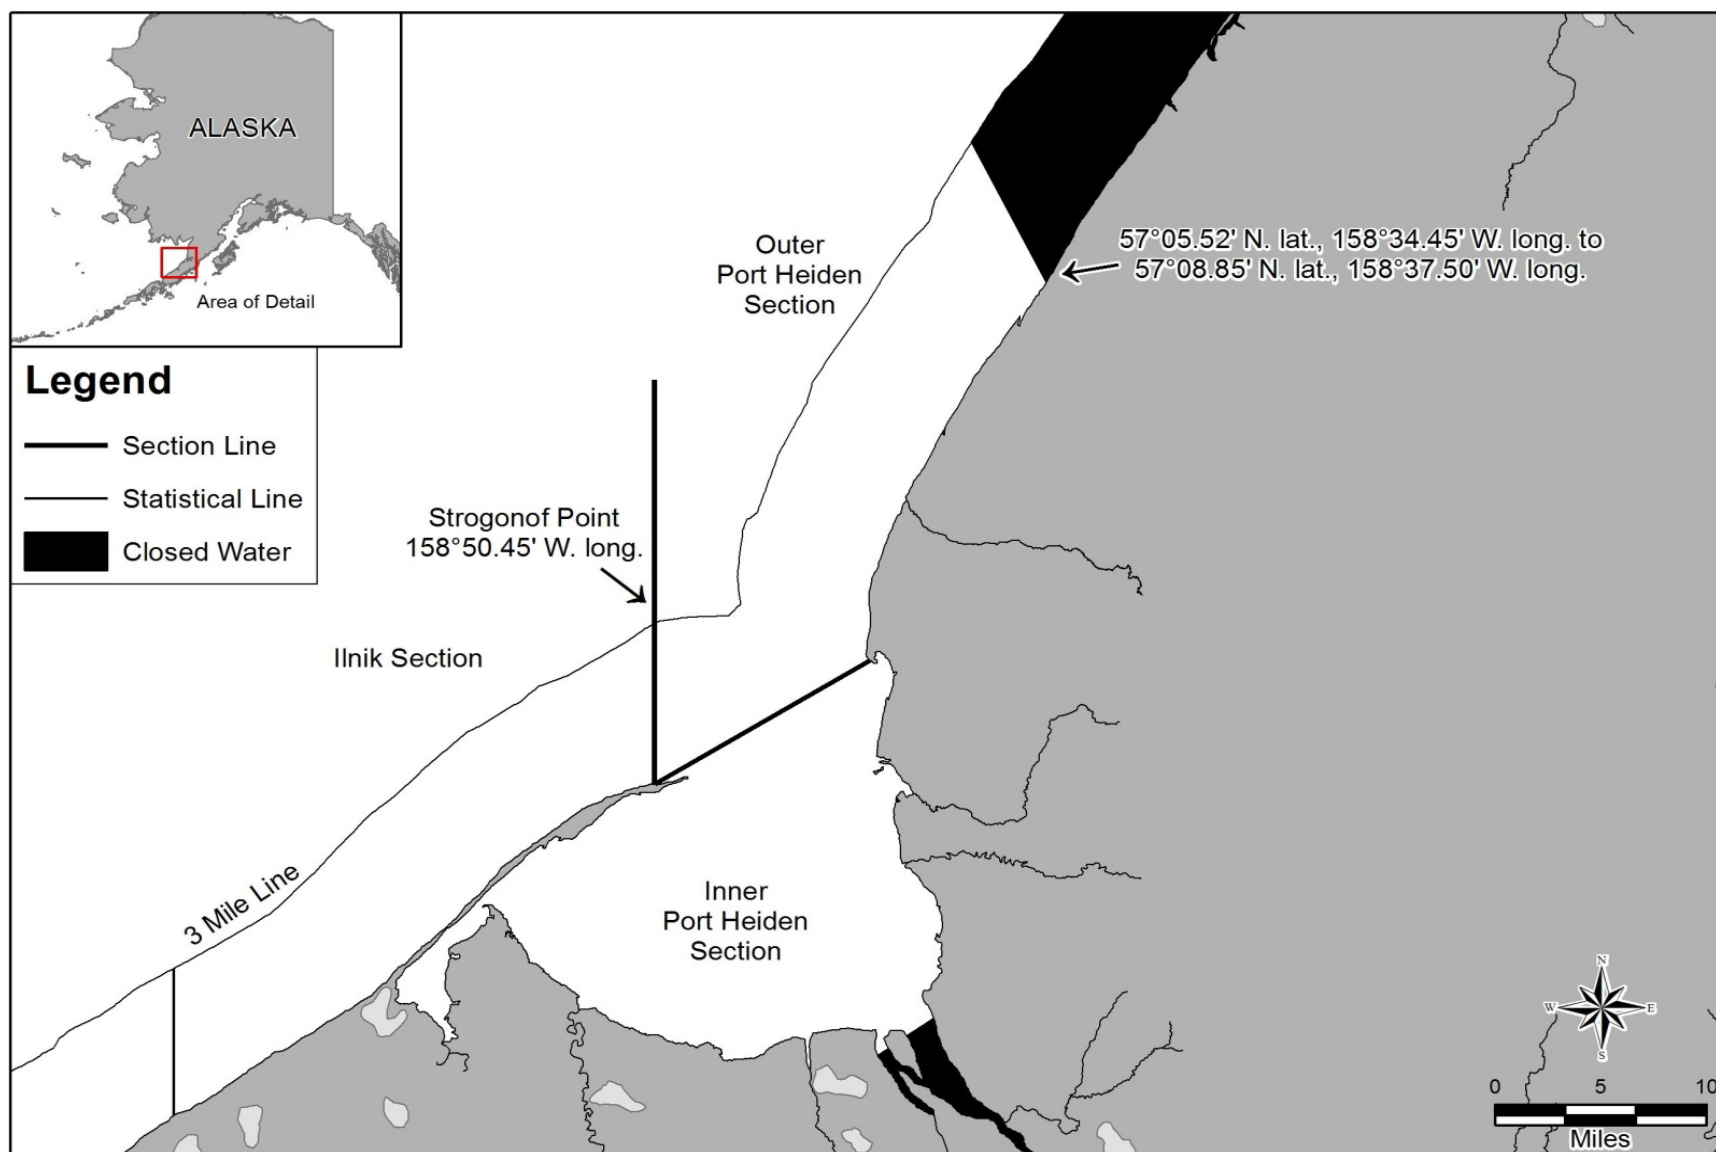 ALASKA
Area of Detail
Legend
Section Line
Statistical Line
Closed Water
Outer
Port Heiden
Section
57°05.52' N. lat., 158°34.45' W. long. to
57°08.85' N. lat., 158°37.50' W. long.
Strogonof Point
158°50.45' W. long.
Ilnik Section
3 Mile Line
Inner
Port Heiden
Section
N
W E
S
0 5 10
Miles